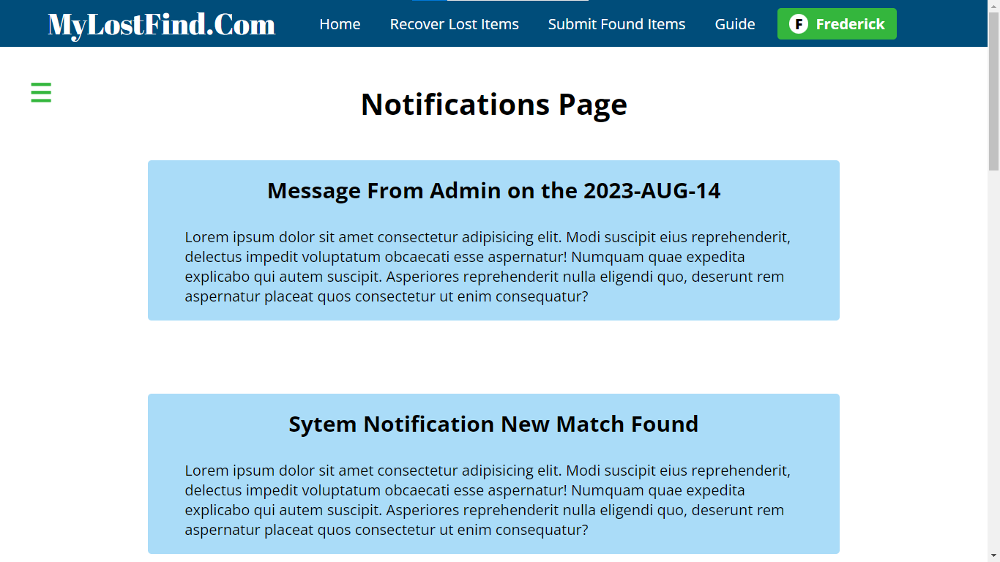 MyLostFind.Com Home Recover Lost Items Submit Found Items Guide F Frederick
Notifications Page
Message From Admin on the 2023-AUG-14
Lorem ipsum dolor sit amet consectetur adipisicing elit. Modi suscipit eius reprehenderit,
delectus impedit voluptatum obcaecati esse aspernatur! Numquam quae expedita
explicabo qui autem suscipit. Asperiores reprehenderit nulla eligendi quo, deserunt rem
aspernatur placeat quos consectetur ut enim consequatur?
Sytem Notification New Match Found
Lorem ipsum dolor sit amet consectetur adipisicing elit. Modi suscipit eius reprehenderit,
delectus impedit voluptatum obcaecati esse aspernatur! Numquam quae expedita
explicabo qui autem suscipit. Asperiores reprehenderit nulla eligendi quo, deserunt rem
aspernatur placeat quos consectetur ut enim consequatur?